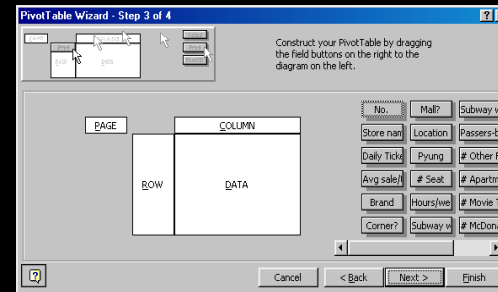 PivotTable Wizard - Step 3 of 4
Construct your PivotTable by dragging
the field buttons on the right to the
diagram on the left.
PAGE
COLUMN
ROW
DATA
No. Mall? Subway w
Store nam Location Passers-b
Daily Ticke Pyung # Other F
Avg sale/ # Seat # Apartm
Brand Hours/we # Movie T
Corner? Subway w # McDona
Cancel < Back Next > Finish